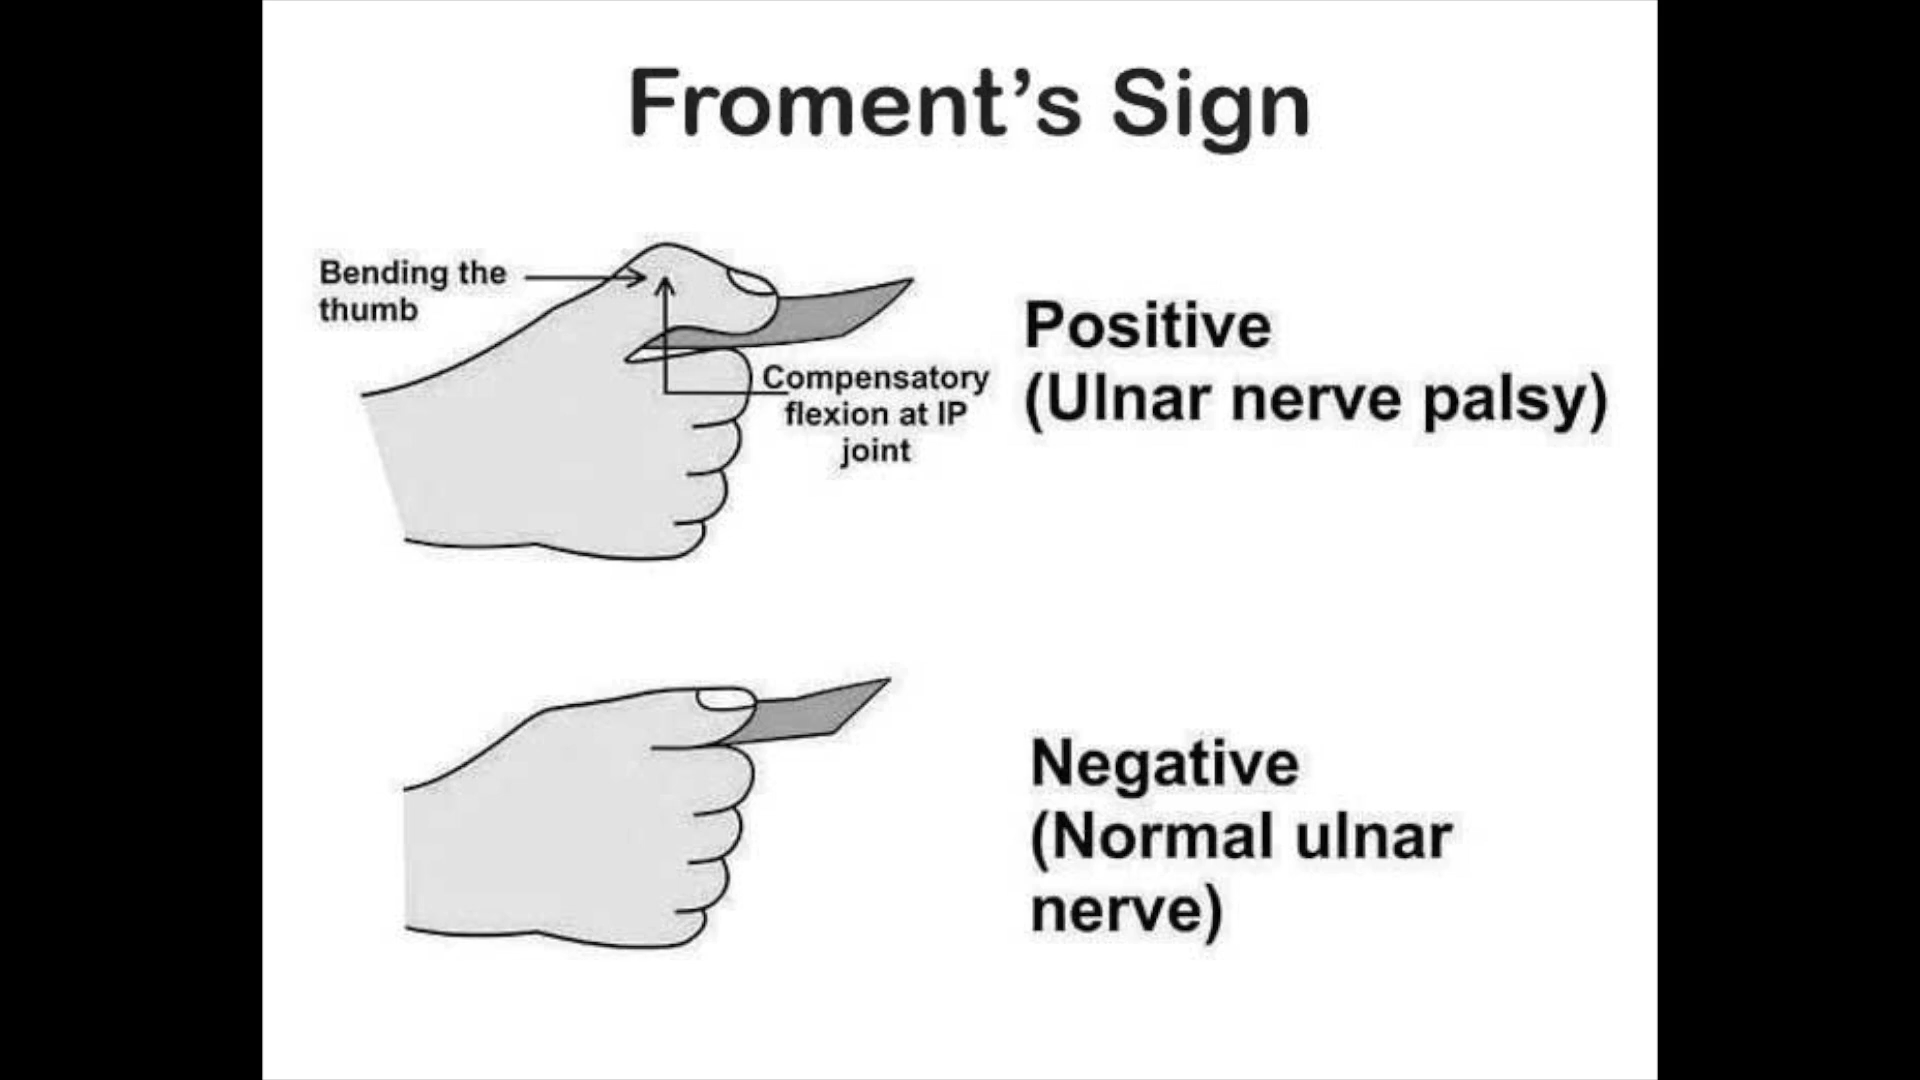 Froment’s Sign
Bending the
thumb
Compensatory
flexion at IP
joint
Positive
(Ulnar nerve palsy)
Negative
(Normal ulnar
nerve)